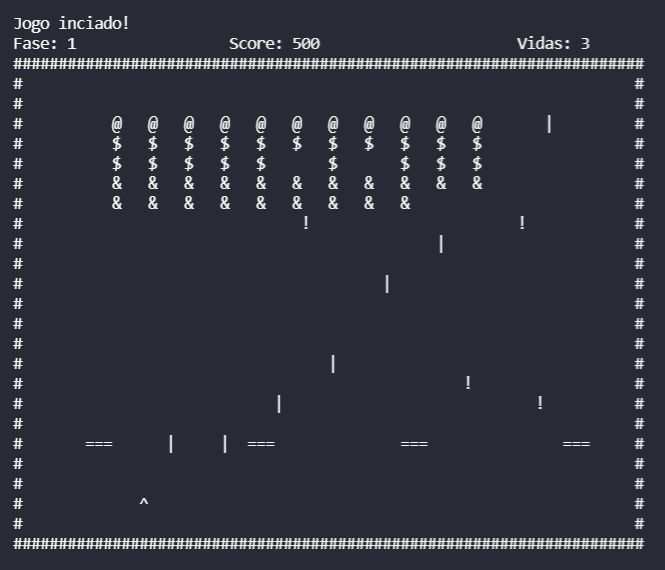 Jogo inciado!
Fase: 1                 Score: 500                      Vidas: 3
######################################################################
#                                                                    #
#                                                                    #
#          @   @   @   @   @   @   @   @   @   @   @       |         #
#          $   $   $   $   $   $   $   $   $   $   $                 #
#          $   $   $   $   $       $       $   $   $                 #
#          &   &   &   &   &   &   &   &   &   &   &                 #
#          &   &   &   &   &   &   &   &   &                         #
#                               !                       !            #
#                                              |                     #
#                                                                    #
#                                        |                           #
#                                                                    #
#                                                                    #
#                                                                    #
#                                  |                                 #
#                                                 !                  #
#                            |                            !          #
#                                                                    #
#       ===      |     |  ===              ===               ===     #
#                                                                    #
#                                                                    #
#             ^                                                      #
#                                                                    #
######################################################################